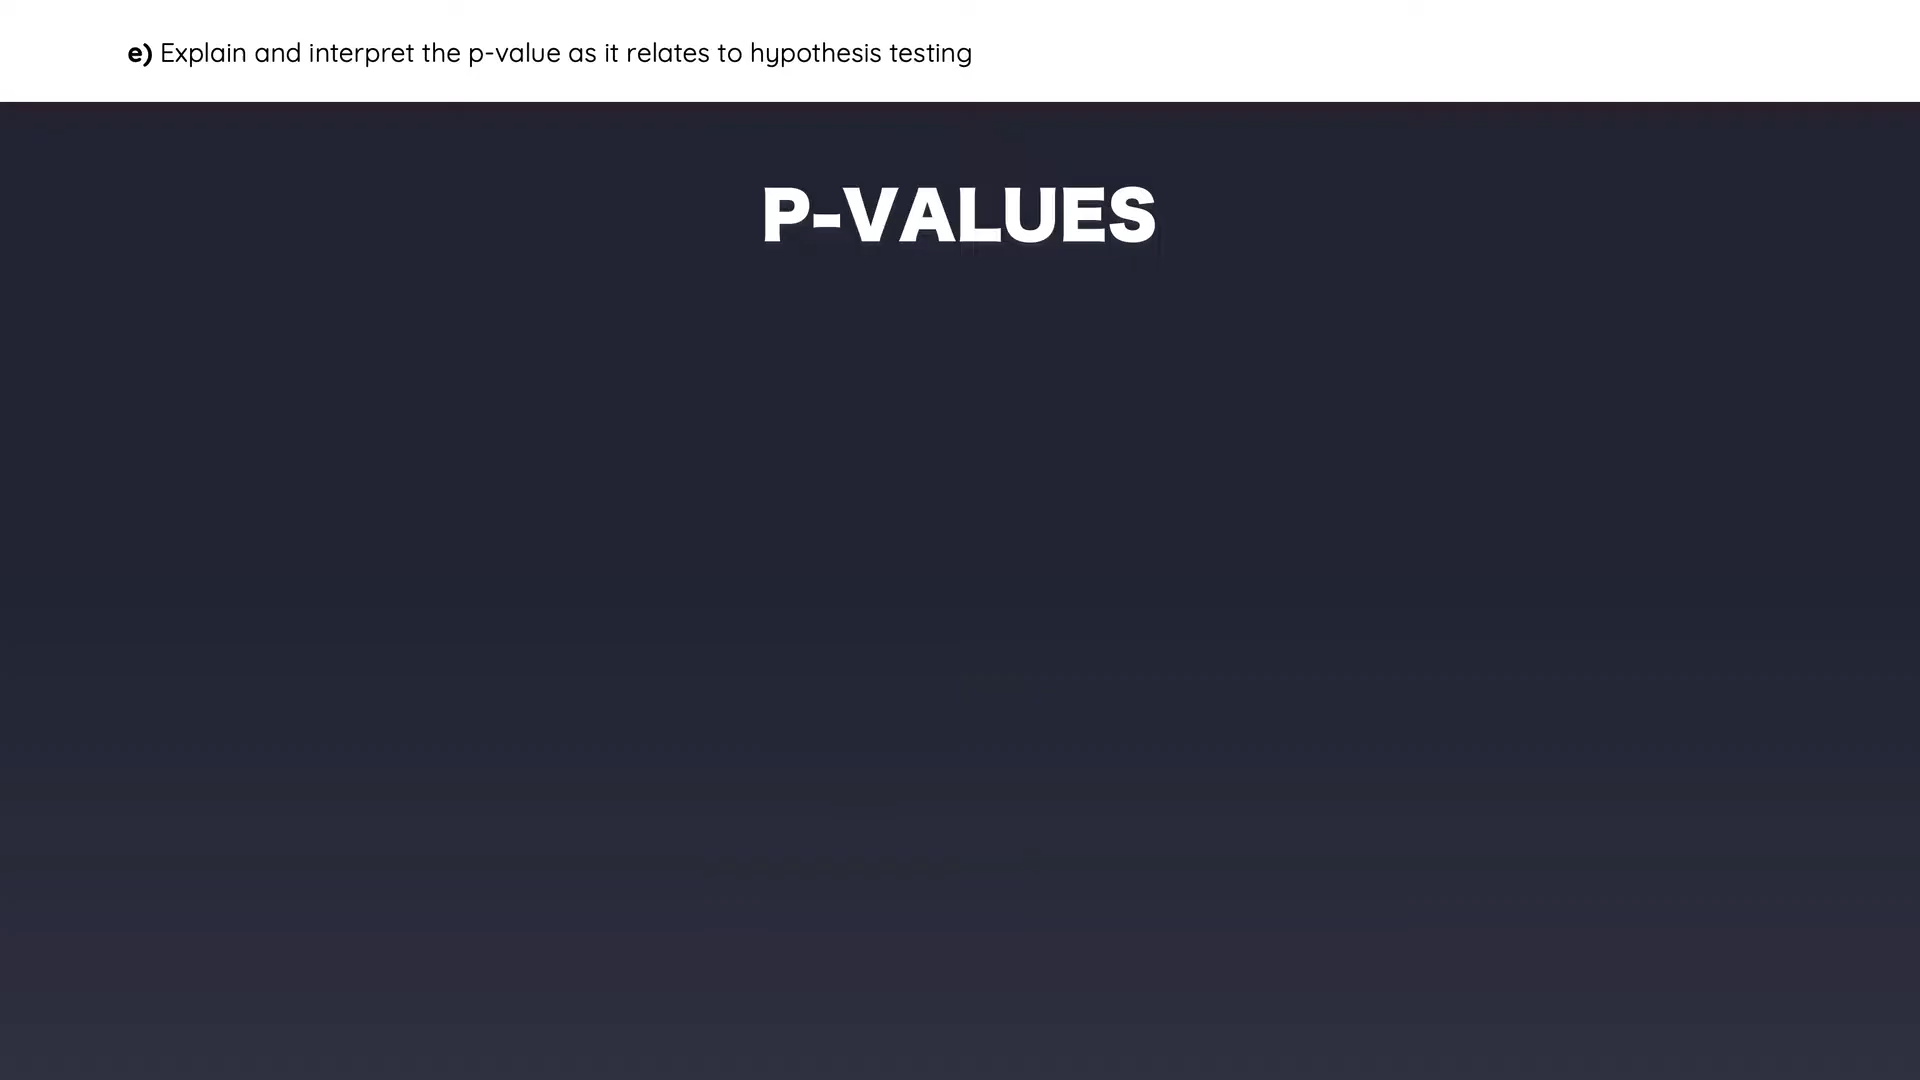 e) Explain and interpret the p-value as it relates to hypothesis testing
P-VALUES